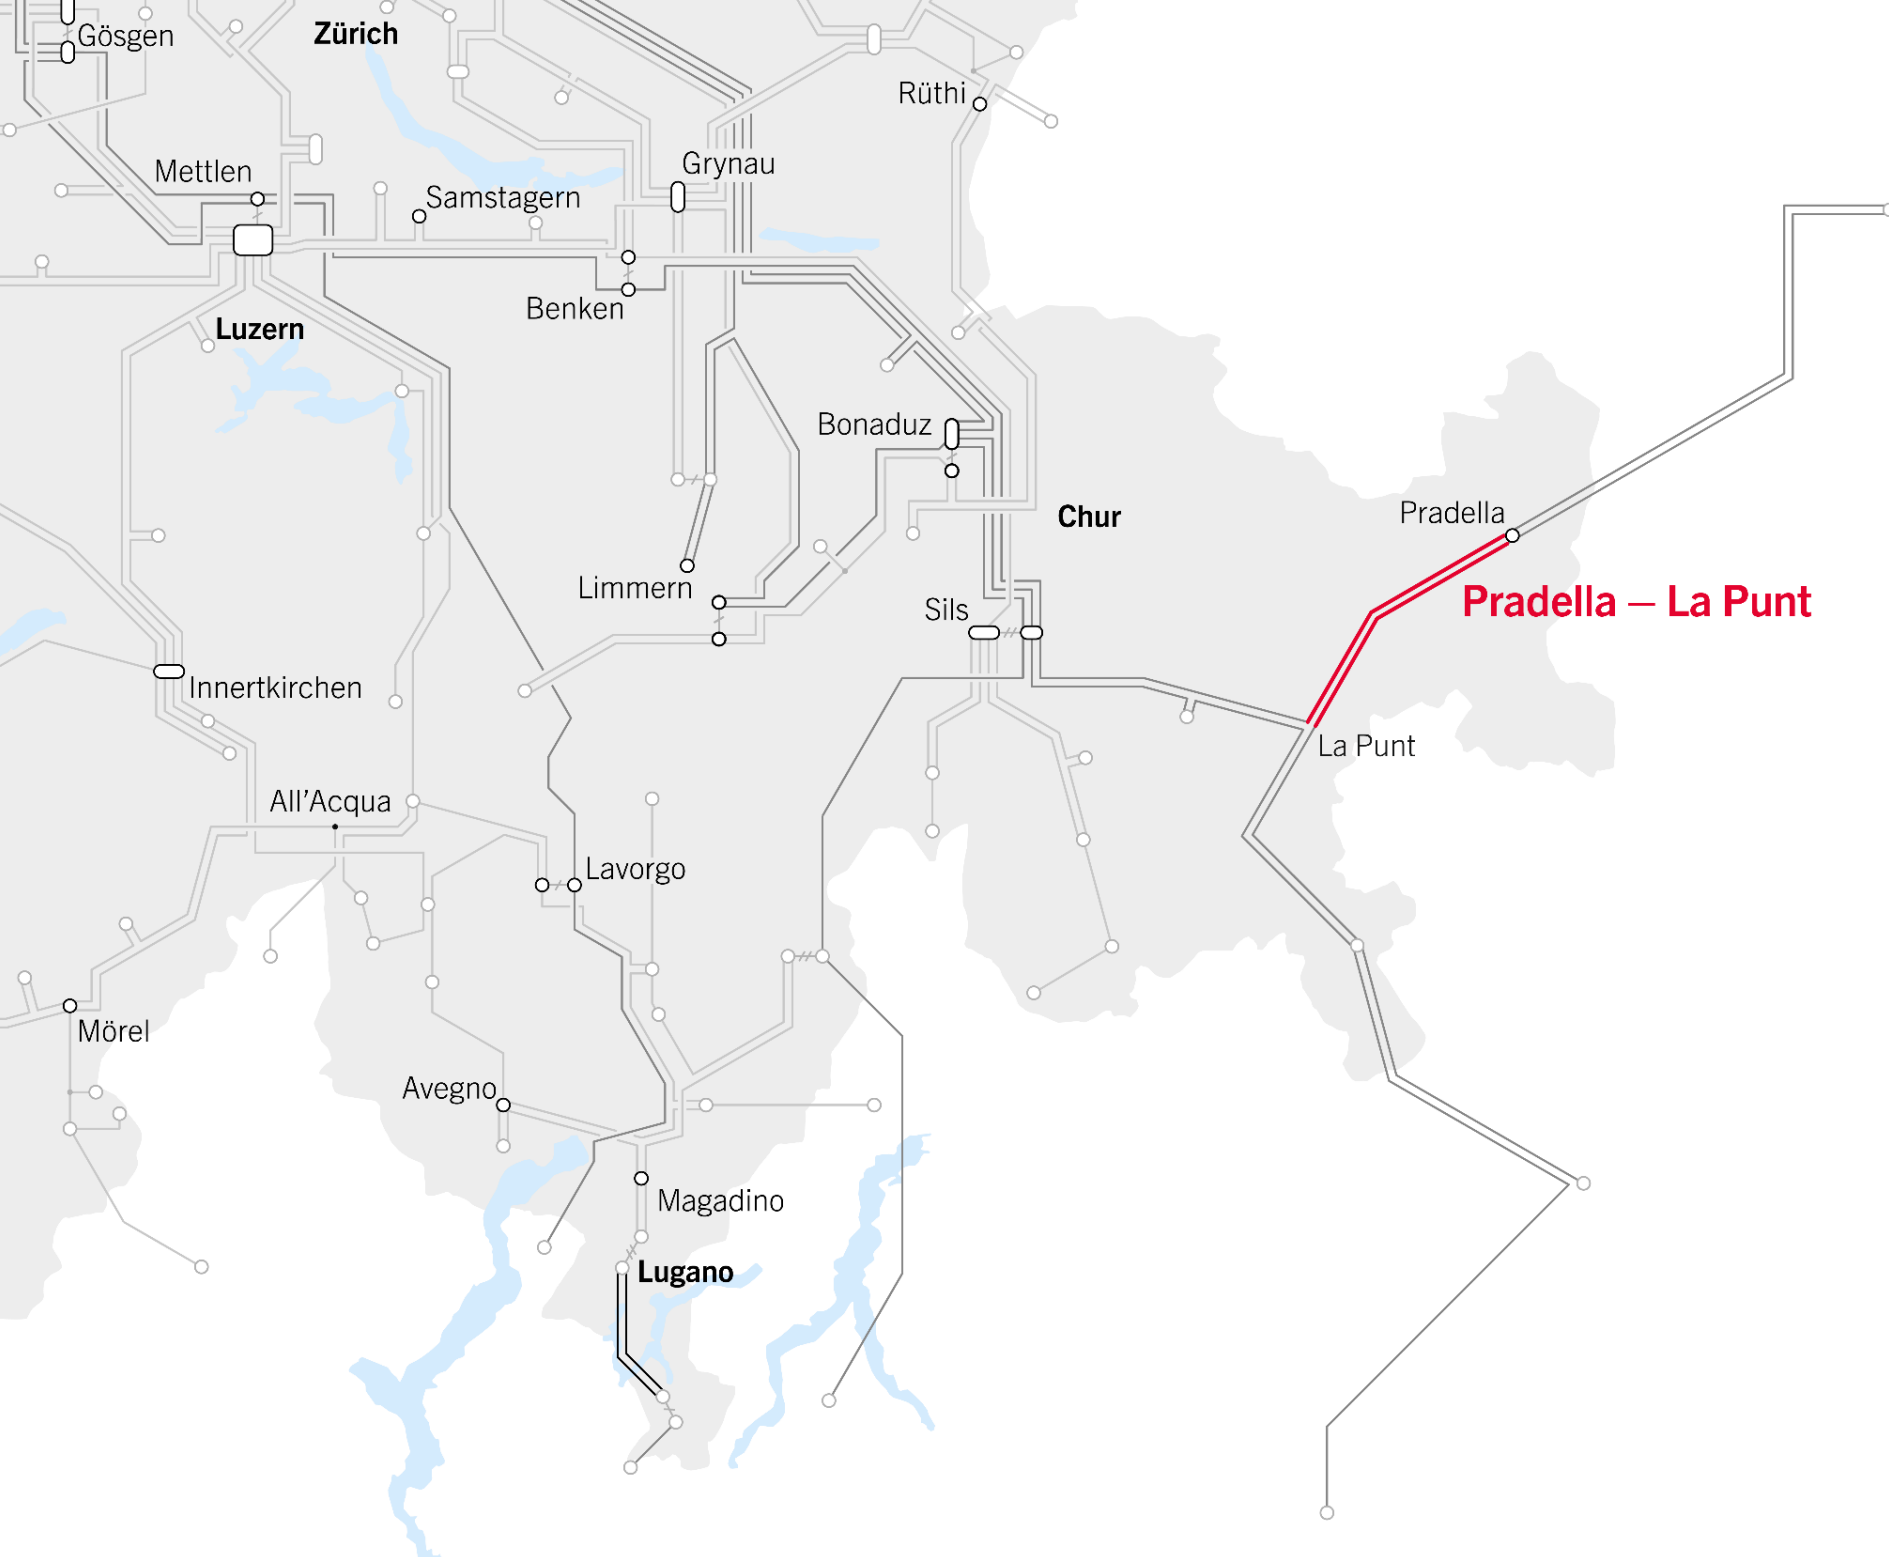 Gösgen
Zürich
Rüthi
Mettlen
Grynau
Samstagern
Benken
Luzern
Bonaduz
Chur
Pradella
Limmern
Pradella — La Punt
Sils
Innertkirchen
La Punt
All'Acqua
Lavorgo
Mörel
Avegno
Magadino
Lugano